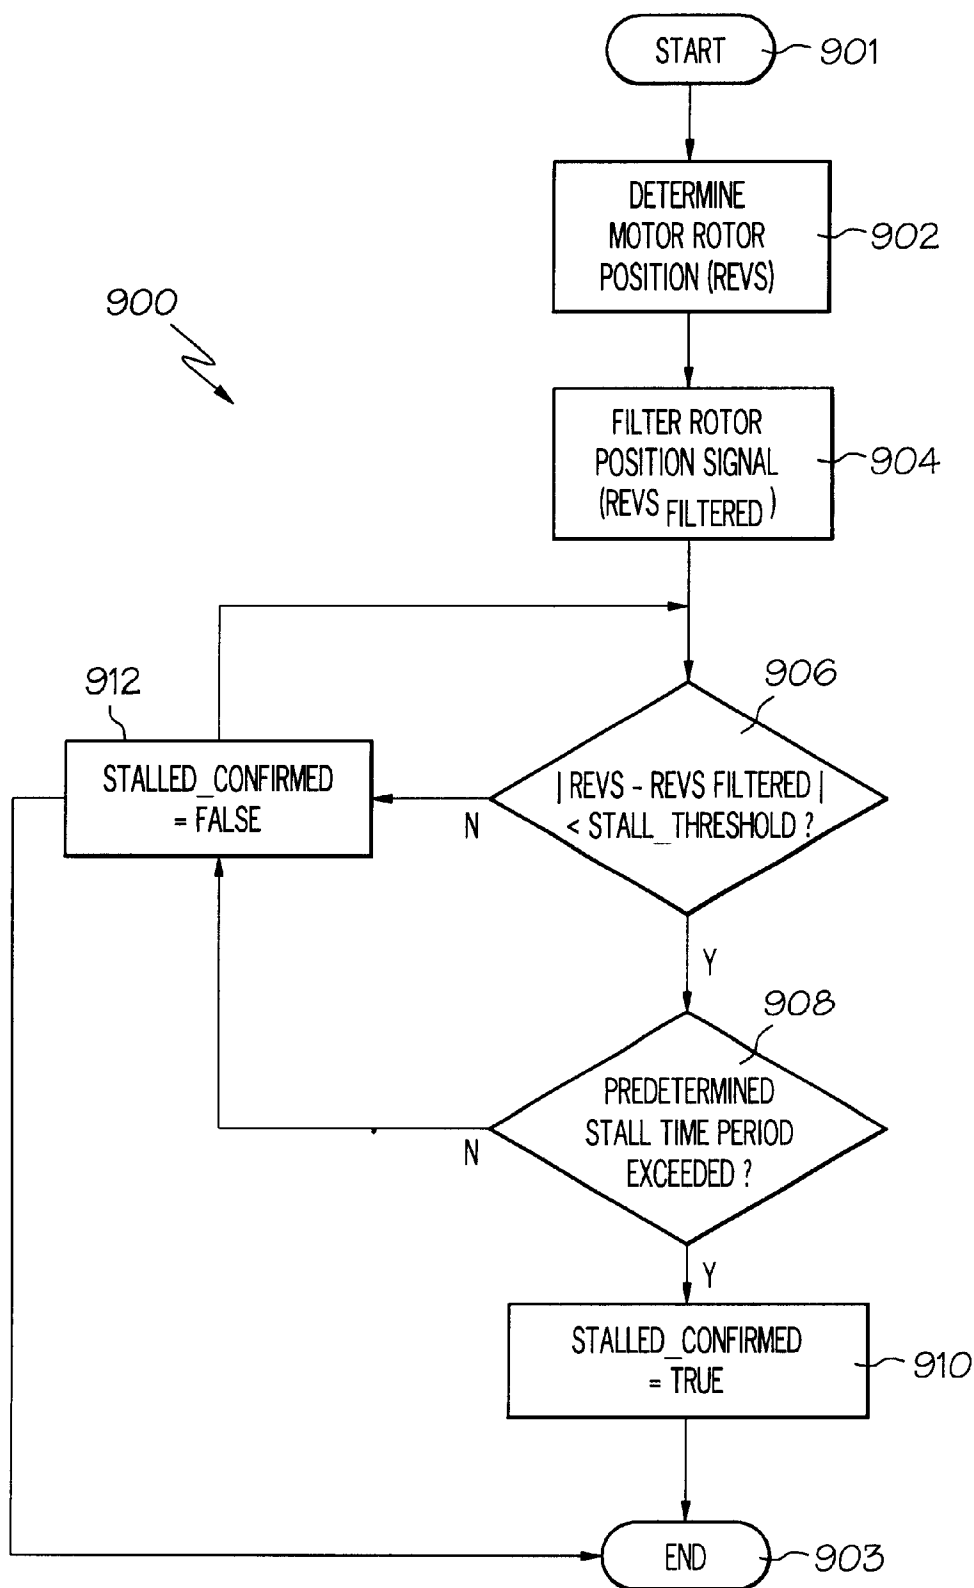 START
901
DETERMINE
MOTOR ROTOR
POSITION (REVS)
902
900
FILTER ROTOR
POSITION SIGNAL
(REVS FILTERED)
904
912
STALLED_CONFIRMED
= FALSE
906
| REVS - REVS FILTERED |
< STALL_THRESHOLD ?
N
Y
908
PREDETERMINED
STALL TIME PERIOD
EXCEEDED ?
N
Y
STALLED_CONFIRMED
= TRUE
910
END
903